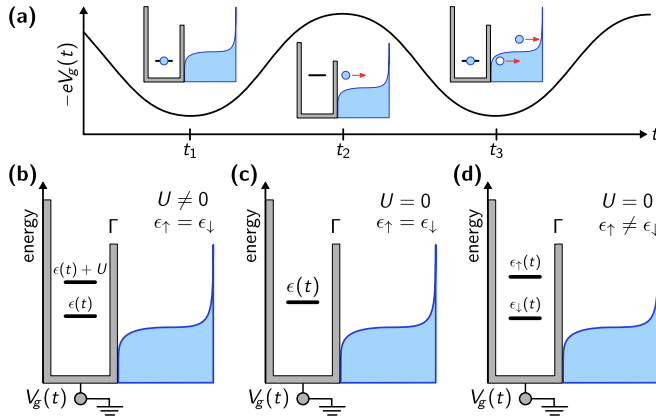 (a)
−eV_g(t)
t_1
t_2
t_3
t
(b)
energy
U ≠ 0
ϵ_↑ = ϵ_↓
Γ
ϵ(t) + U
ϵ(t)
V_g(t)
(c)
energy
U = 0
ϵ_↑ = ϵ_↓
Γ
ϵ(t)
V_g(t)
(d)
energy
U = 0
ϵ_↑ ≠ ϵ_↓
Γ
ϵ_↑(t)
ϵ_↓(t)
V_g(t)